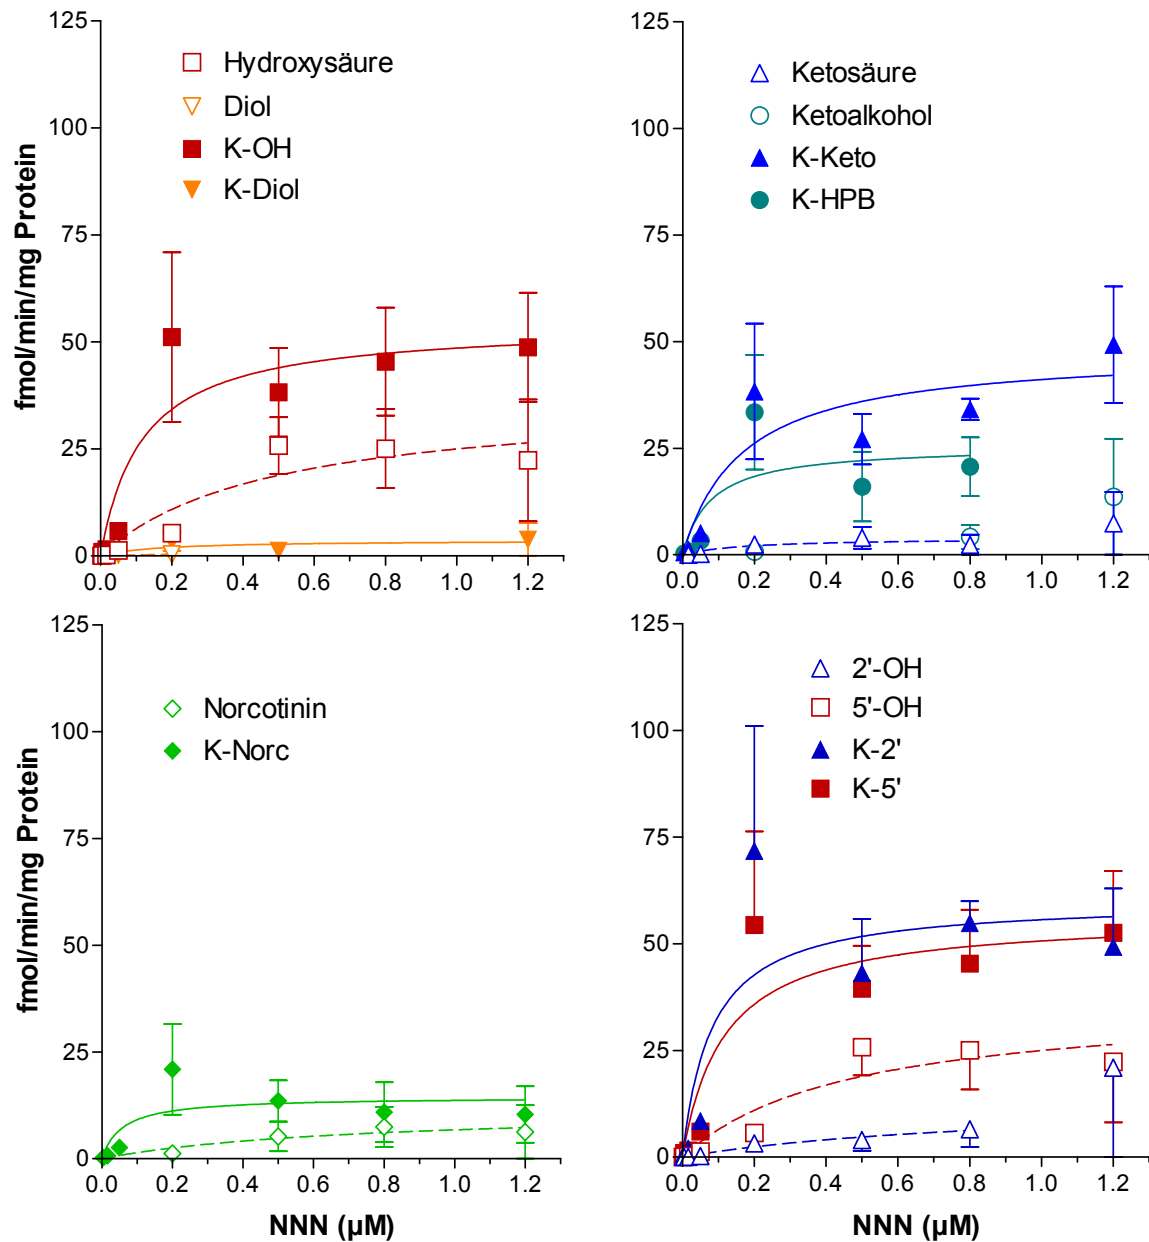 125
100
75
50
25
0
fmol/min/mg Protein
Hydroxysäure
Diol
K-OH
K-Diol
0.0 0.2 0.4 0.6 0.8 1.0 1.2
125
100
75
50
25
0
Ketosäure
Ketoalkohol
K-Keto
K-HPB
0.0 0.2 0.4 0.6 0.8 1.0 1.2
125
100
75
50
25
0
fmol/min/mg Protein
Norcotinin
K-Norc
0.0 0.2 0.4 0.6 0.8 1.0 1.2
NNN (µM)
125
100
75
50
25
0
2'-OH
5'-OH
K-2'
K-5'
0.0 0.2 0.4 0.6 0.8 1.0 1.2
NNN (µM)